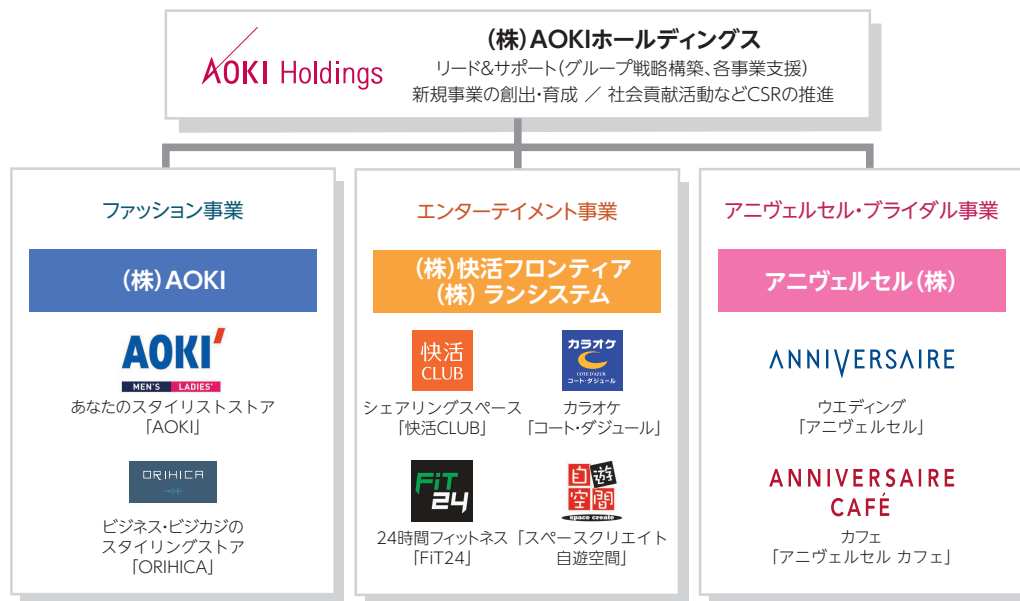 AOKI Holdings
(株)AOKIホールディングス
リード&サポート(グループ戦略構築、各事業支援)
新規事業の創出・育成 / 社会貢献活動などCSRの推進
ファッション事業
(株)AOKI
AOKI
MEN'S LADIES'
あなたのスタイリストストア
「AOKI」
ORIHICA
ビジネス・ビジカジの
スタイリングストア
「ORIHICA」
エンターテイメント事業
(株)快活フロンティア
(株) ランシステム
快活
CLUB
シェアリングスペース
「快活CLUB」
カラオケ
COTE D'AZUR
コート・ダジュール
カラオケ
「コート・ダジュール」
FiT
24
24時間フィットネス
「FiT24」
自遊
空間
space create
「スペースクリエイト
自遊空間」
アニヴェルセル・ブライダル事業
アニヴェルセル(株)
ANNIVERSAIRE
ウエディング
「アニヴェルセル」
ANNIVERSAIRE
CAFÉ
カフェ
「アニヴェルセル カフェ」